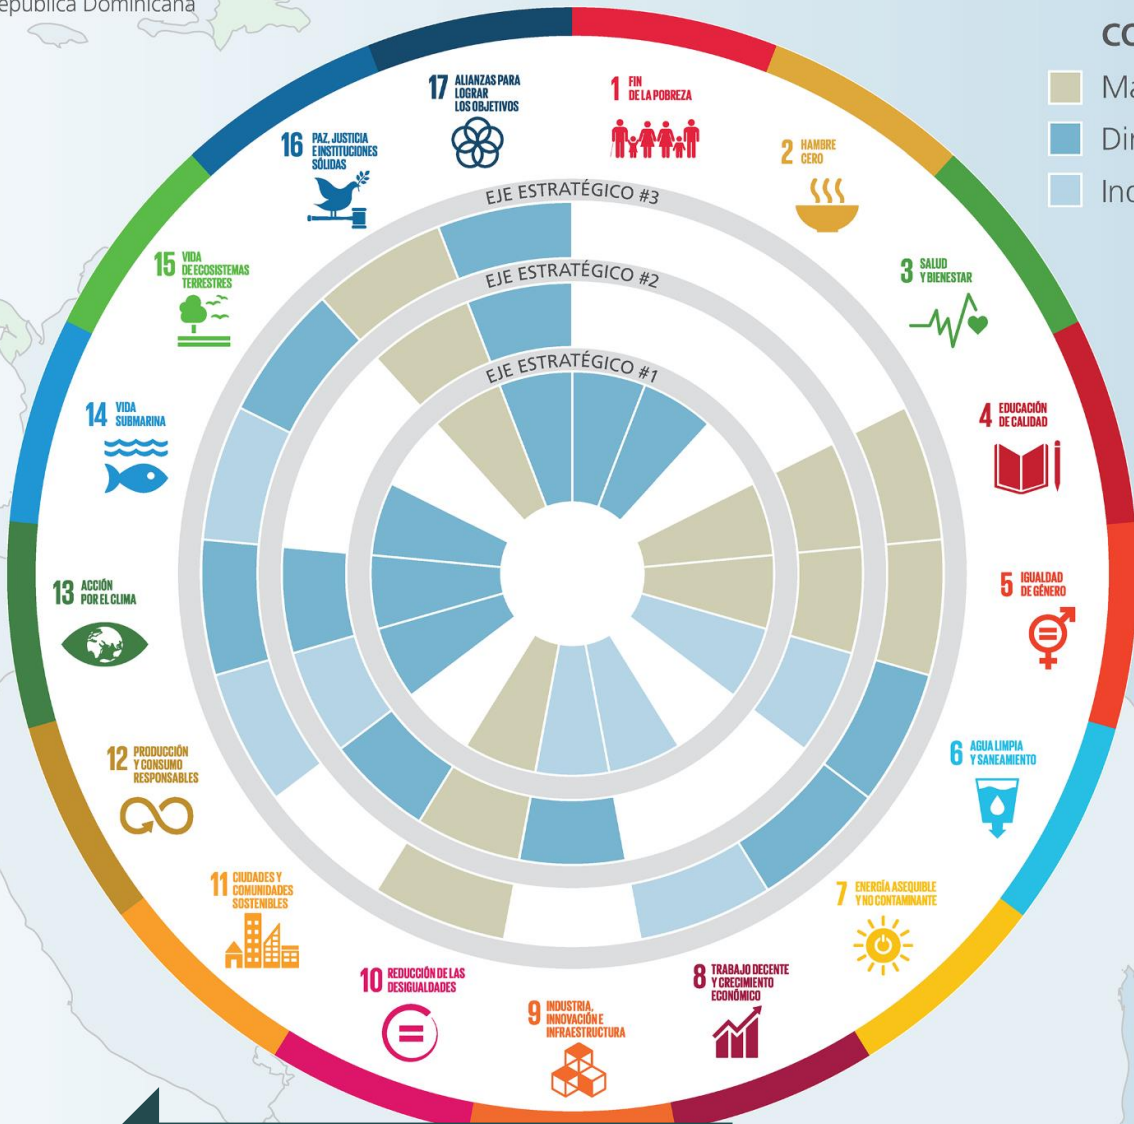 República Dominicana
17 ALIANZAS PARA
LOGRAR
LOS OBJETIVOS
1 FIN
DE LA POBREZA
2 HAMBRE
CERO
3 SALUD
Y BIENESTAR
4 EDUCACIÓN
DE CALIDAD
5 IGUALDAD
DE GÉNERO
6 AGUA LIMPIA
Y SANEAMIENTO
7 ENERGÍA ASEQUIBLE
Y NO CONTAMINANTE
8 TRABAJO DECENTE
Y CRECIMIENTO
ECONÓMICO
9 INDUSTRIA,
INNOVACIÓN E
INFRAESTRUCTURA
10 REDUCCIÓN DE LAS
DESIGUALDADES
11 CIUDADES Y
COMUNIDADES
SOSTENIBLES
12 PRODUCCIÓN
Y CONSUMO
RESPONSABLES
13 ACCIÓN
POR EL CLIMA
14 VIDA
SUBMARINA
15 VIDA
DE ECOSISTEMAS
TERRESTRES
16 PAZ, JUSTICIA
E INSTITUCIONES
SÓLIDAS
EJE ESTRATÉGICO #3
EJE ESTRATÉGICO #2
EJE ESTRATÉGICO #1